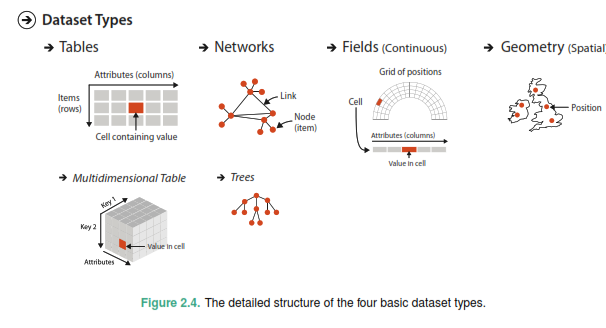 Dataset Types
→ Tables
Attributes (columns)
Items
(rows)
Cell containing value
→ Multidimensional Table
Key 1
Key 2
Value in cell
Attributes
→ Networks
Link
Node
(item)
→ Trees
→ Fields (Continuous)
Grid of positions
Cell
Attributes (columns)
Value in cell
→ Geometry (Spatial
Position
Figure 2.4. The detailed structure of the four basic dataset types.